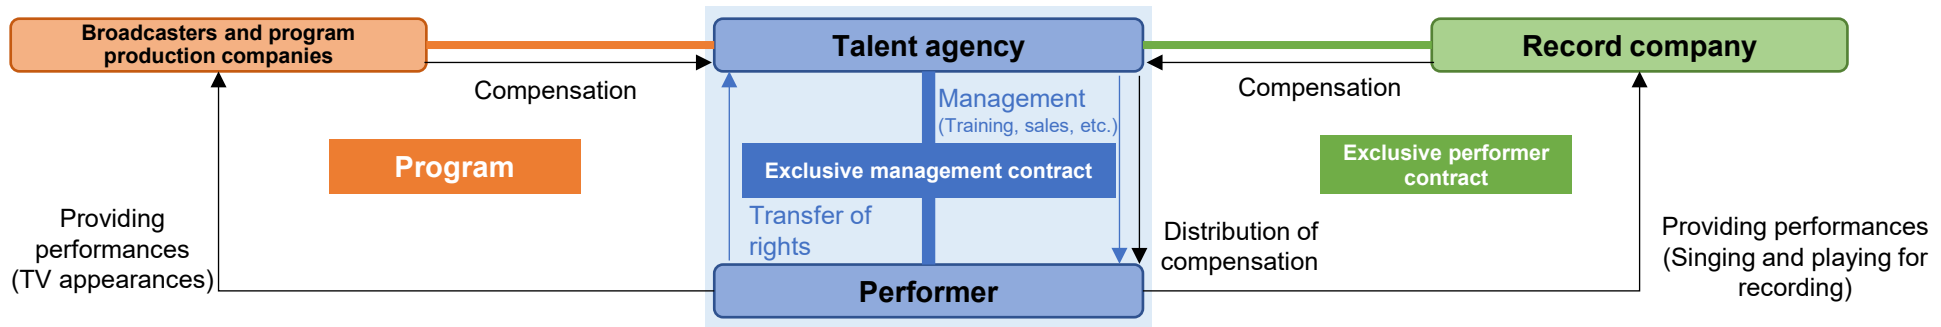 Broadcasters and program
production companies
Talent agency
Record company
Compensation
Management
(Training, sales, etc.)
Compensation
Program
Exclusive management contract
Exclusive performer
contract
Providing
performances
(TV appearances)
Transfer of
rights
Distribution of
compensation
Providing performances
(Singing and playing for
recording)
Performer